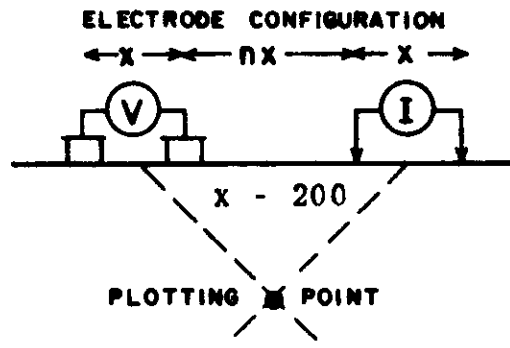 ELECTRODE CONFIGURATION
x nx x
V I
x - 200
PLOTTING POINT